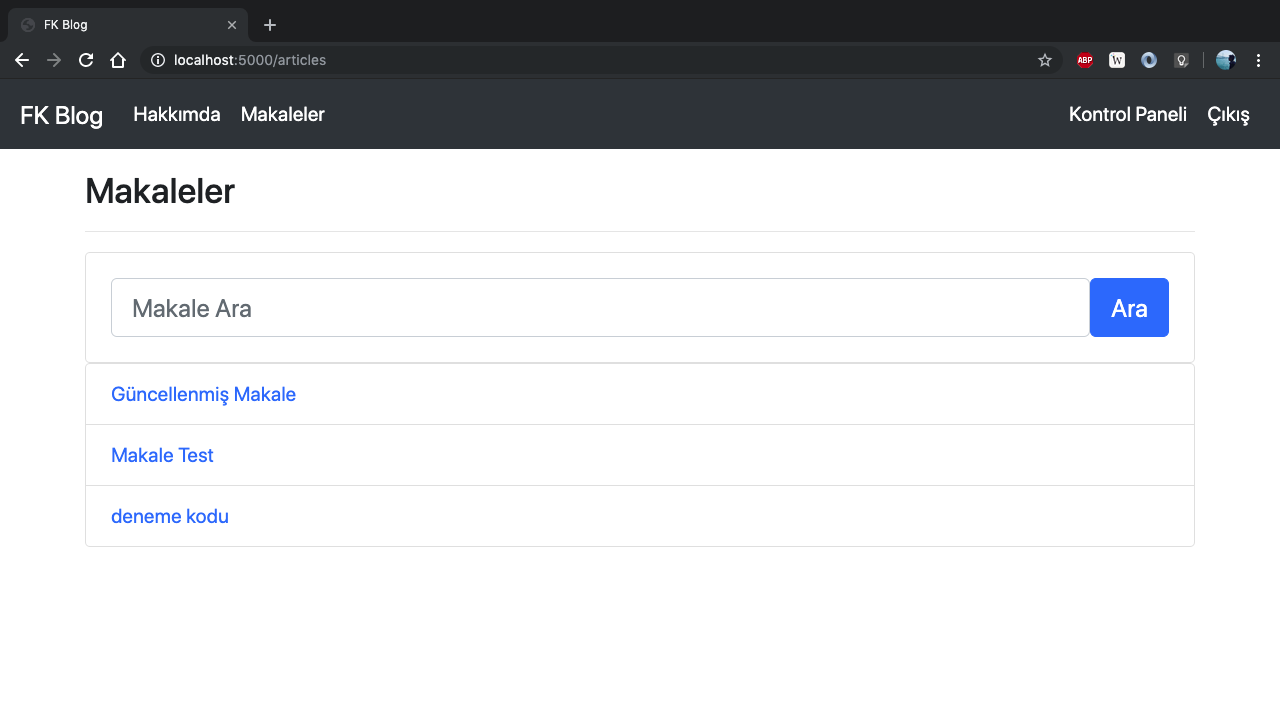 FK Blog
localhost:5000/articles
ABP W
FK Blog Hakkımda Makaleler Kontrol Paneli Çıkış
Makaleler
Makale Ara Ara
Güncellenmiş Makale
Makale Test
deneme kodu